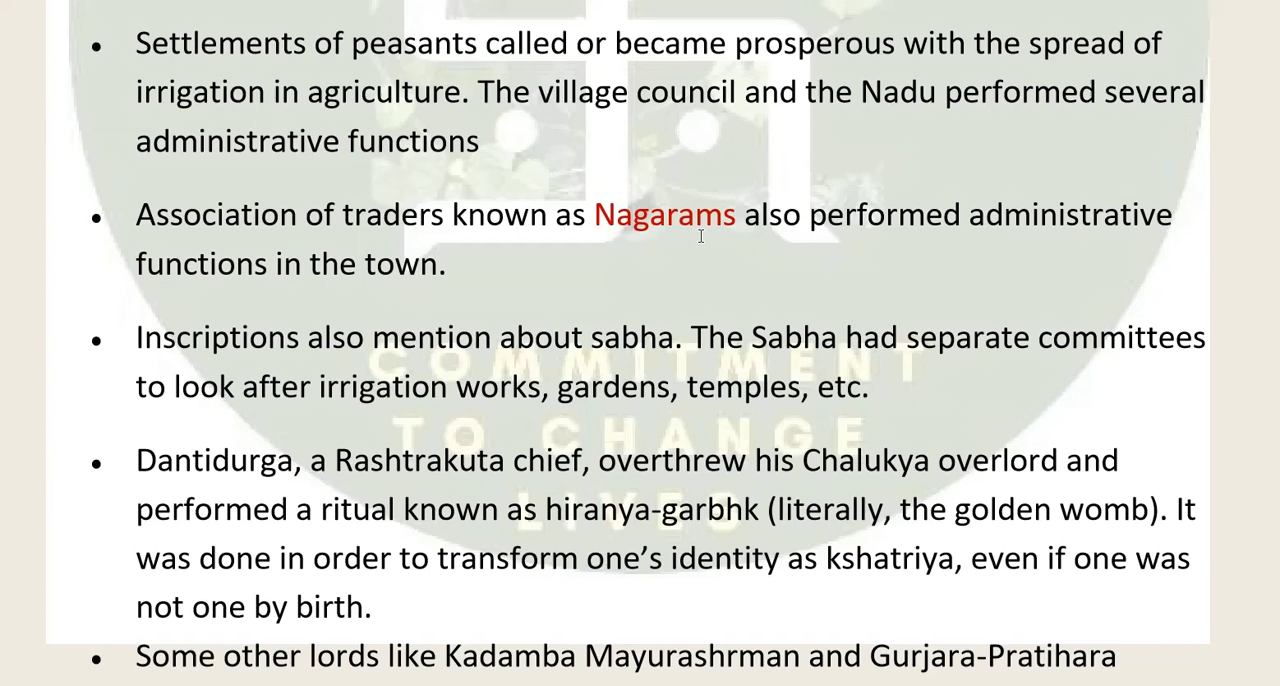 • Settlements of peasants called or became prosperous with the spread of
irrigation in agriculture. The village council and the Nadu performed several
administrative functions
• Association of traders known as Nagarams also performed administrative
functions in the town.
• Inscriptions also mention about sabha. The Sabha had separate committees
to look after irrigation works, gardens, temples, etc.
COMMITMENT
TO CHANGE
LIVES
• Dantidurga, a Rashtrakuta chief, overthrew his Chalukya overlord and
performed a ritual known as hiranya-garbhk (literally, the golden womb). It
was done in order to transform one’s identity as kshatriya, even if one was
not one by birth.
• Some other lords like Kadamba Mayurashrman and Gurjara-Pratihara